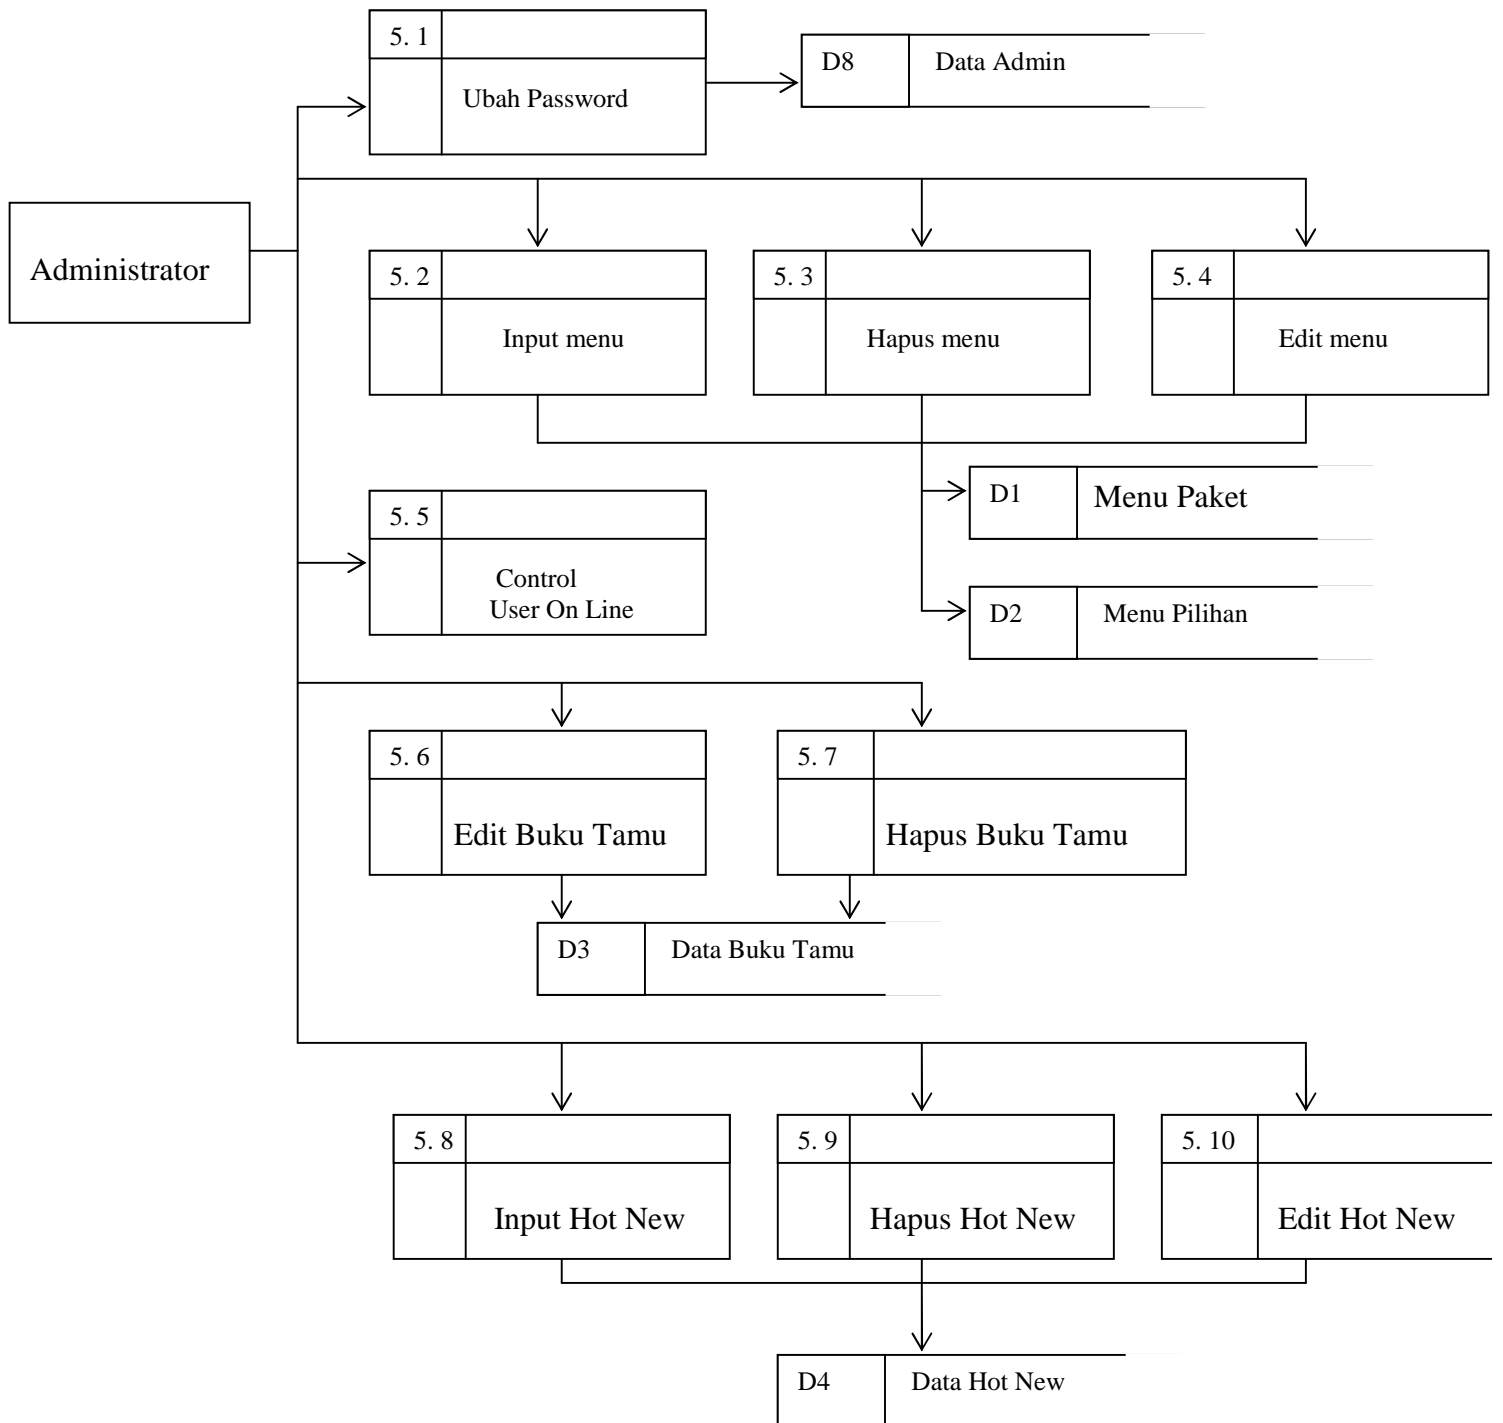 5. 1
Ubah Password
D8 Data Admin
Administrator
5. 2
Input menu
5. 3
Hapus menu
5. 4
Edit menu
D1 Menu Paket
5. 5
Control
User On Line
D2 Menu Pilihan
5. 6
Edit Buku Tamu
5. 7
Hapus Buku Tamu
D3 Data Buku Tamu
5. 8
Input Hot New
5. 9
Hapus Hot New
5. 10
Edit Hot New
D4 Data Hot New